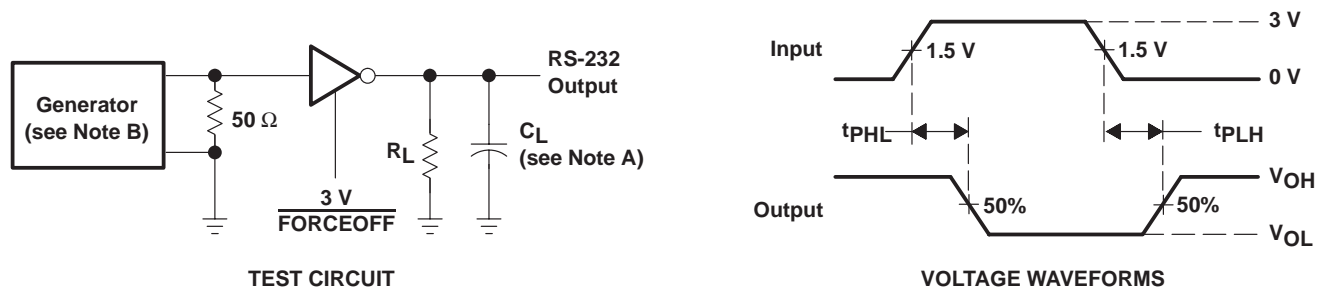 Generator
(see Note B)
50 Ω
3 V
FORCEOFF
RL
CL
(see Note A)
RS-232
Output
TEST CIRCUIT
Input
1.5 V
1.5 V
3 V
0 V
tPHL
tPLH
Output
50%
50%
VOH
VOL
VOLTAGE WAVEFORMS